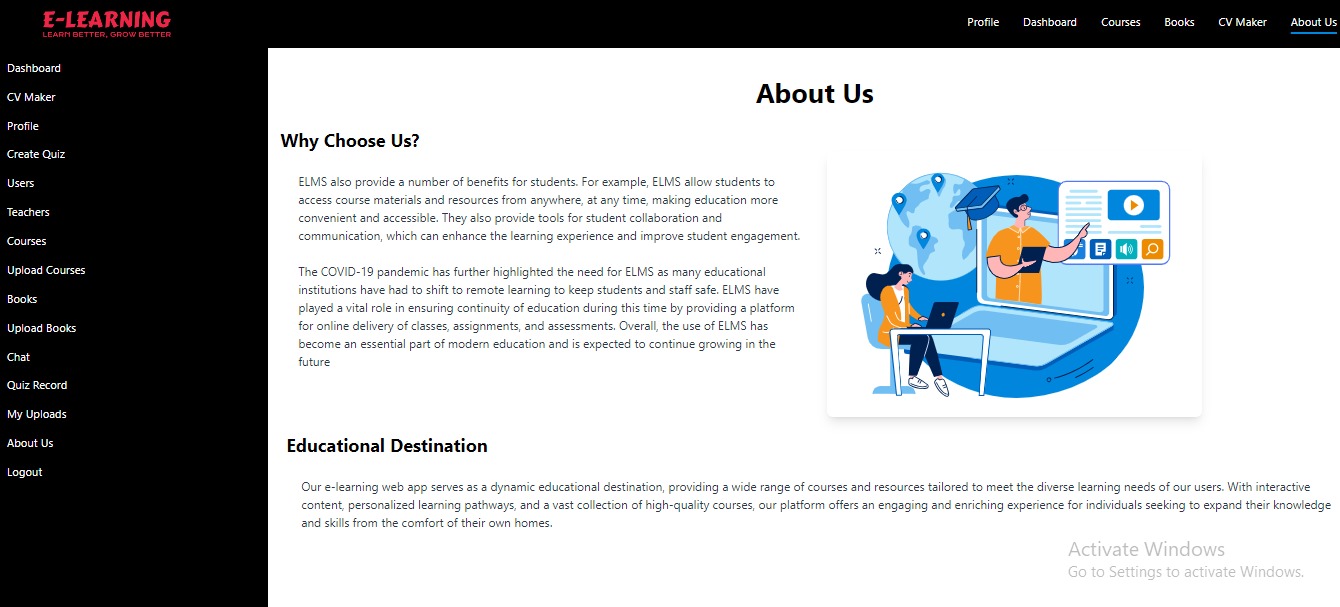 E-LEARNING
LEARN BETTER, GROW BETTER
Profile
Dashboard
Courses
Books
CV Maker
About Us
Dashboard
CV Maker
Profile
Create Quiz
Users
Teachers
Courses
Upload Courses
Books
Upload Books
Chat
Quiz Record
My Uploads
About Us
Logout
About Us
Why Choose Us?
ELMS also provide a number of benefits for students. For example, ELMS allow students to
access course materials and resources from anywhere, at any time, making education more
convenient and accessible. They also provide tools for student collaboration and
communication, which can enhance the learning experience and improve student engagement.
The COVID-19 pandemic has further highlighted the need for ELMS as many educational
institutions have had to shift to remote learning to keep students and staff safe. ELMS have
played a vital role in ensuring continuity of education during this time by providing a platform
for online delivery of classes, assignments, and assessments. Overall, the use of ELMS has
become an essential part of modern education and is expected to continue growing in the
future
Educational Destination
Our e-learning web app serves as a dynamic educational destination, providing a wide range of courses and resources tailored to meet the diverse learning needs of our users. With interactive
content, personalized learning pathways, and a vast collection of high-quality courses, our platform offers an engaging and enriching experience for individuals seeking to expand their knowledge
and skills from the comfort of their own homes.
Activate Windows
Go to Settings to activate Windows.